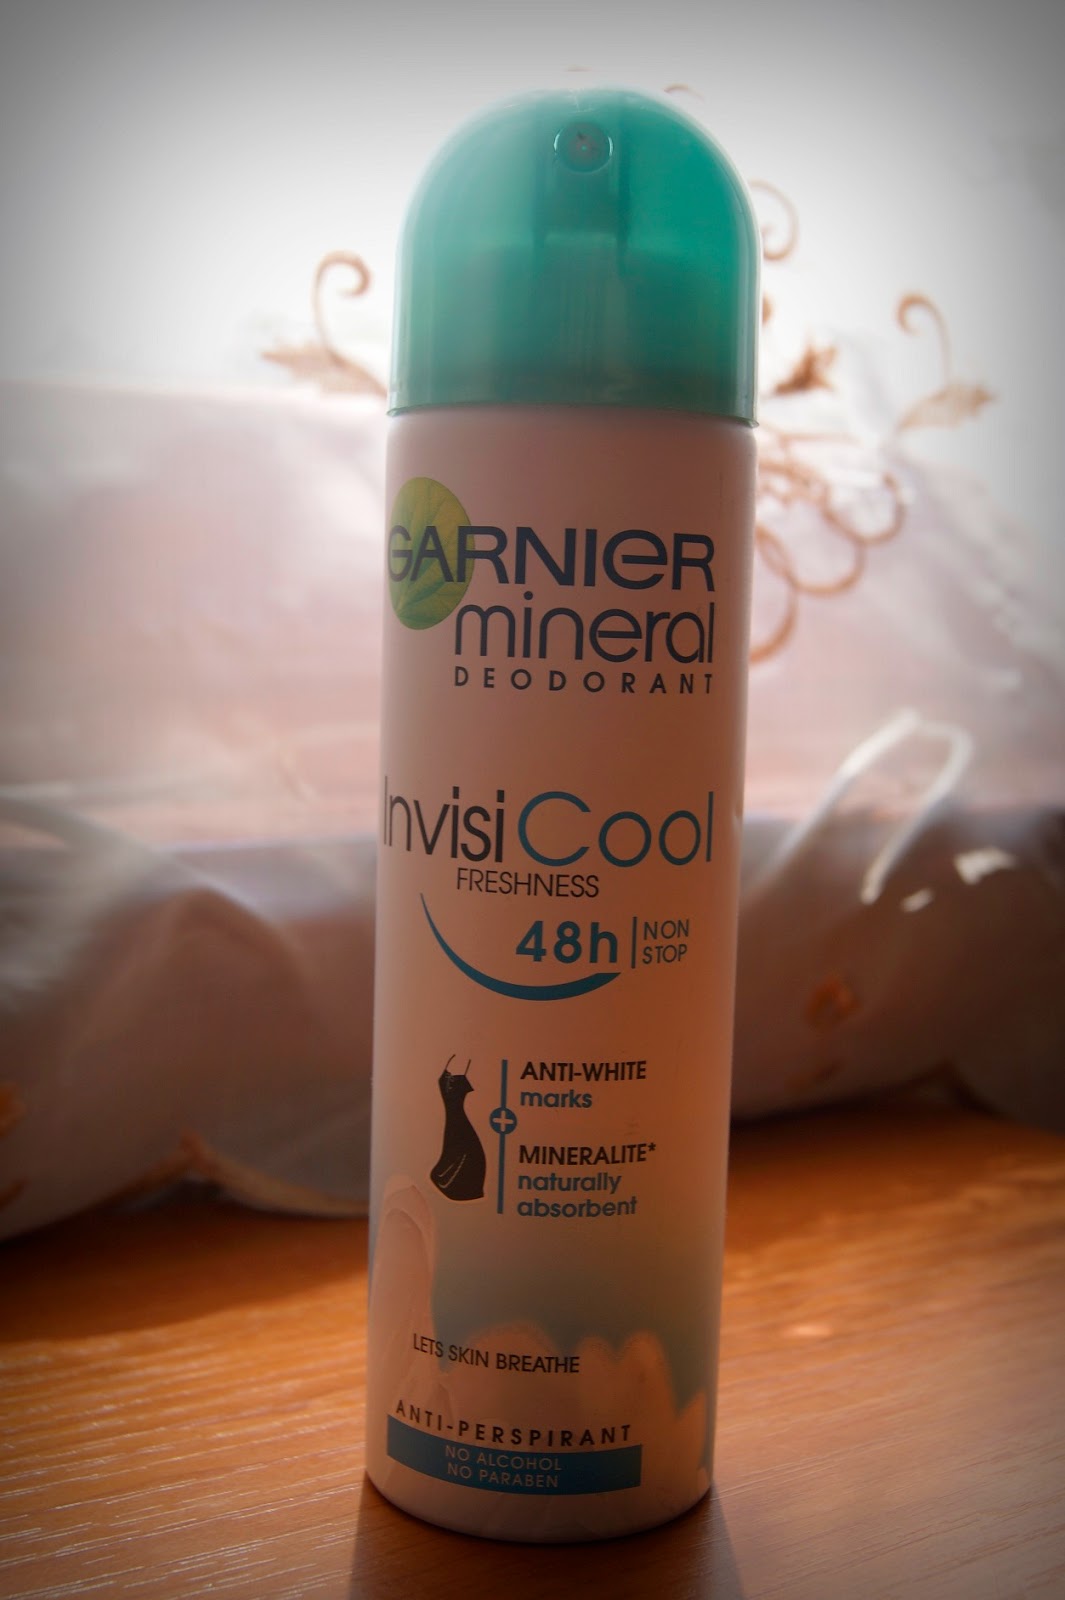 GARNIER
mineral
DEODORANT
InvisiCool
FRESHNESS
48h NON
STOP
ANTI-WHITE
marks
+
MINERALITE*
naturally
absorbent
LETS SKIN BREATHE
ANTI-PERSPIRANT
NO ALCOHOL
NO PARABEN